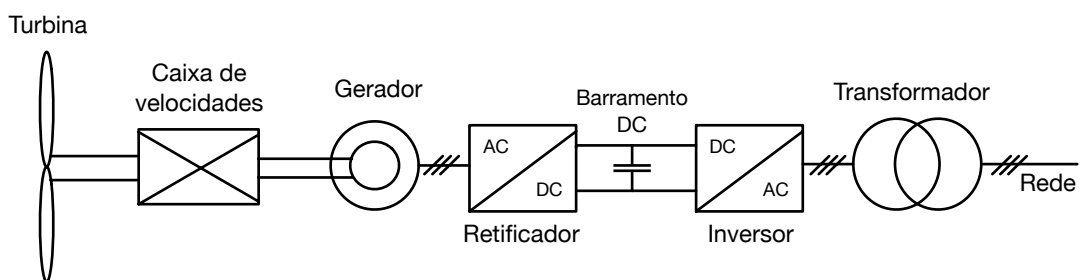 Turbina
Caixa de
velocidades
Gerador
AC
DC
Retificador
Barramento
DC
DC
AC
Inversor
Transformador
Rede